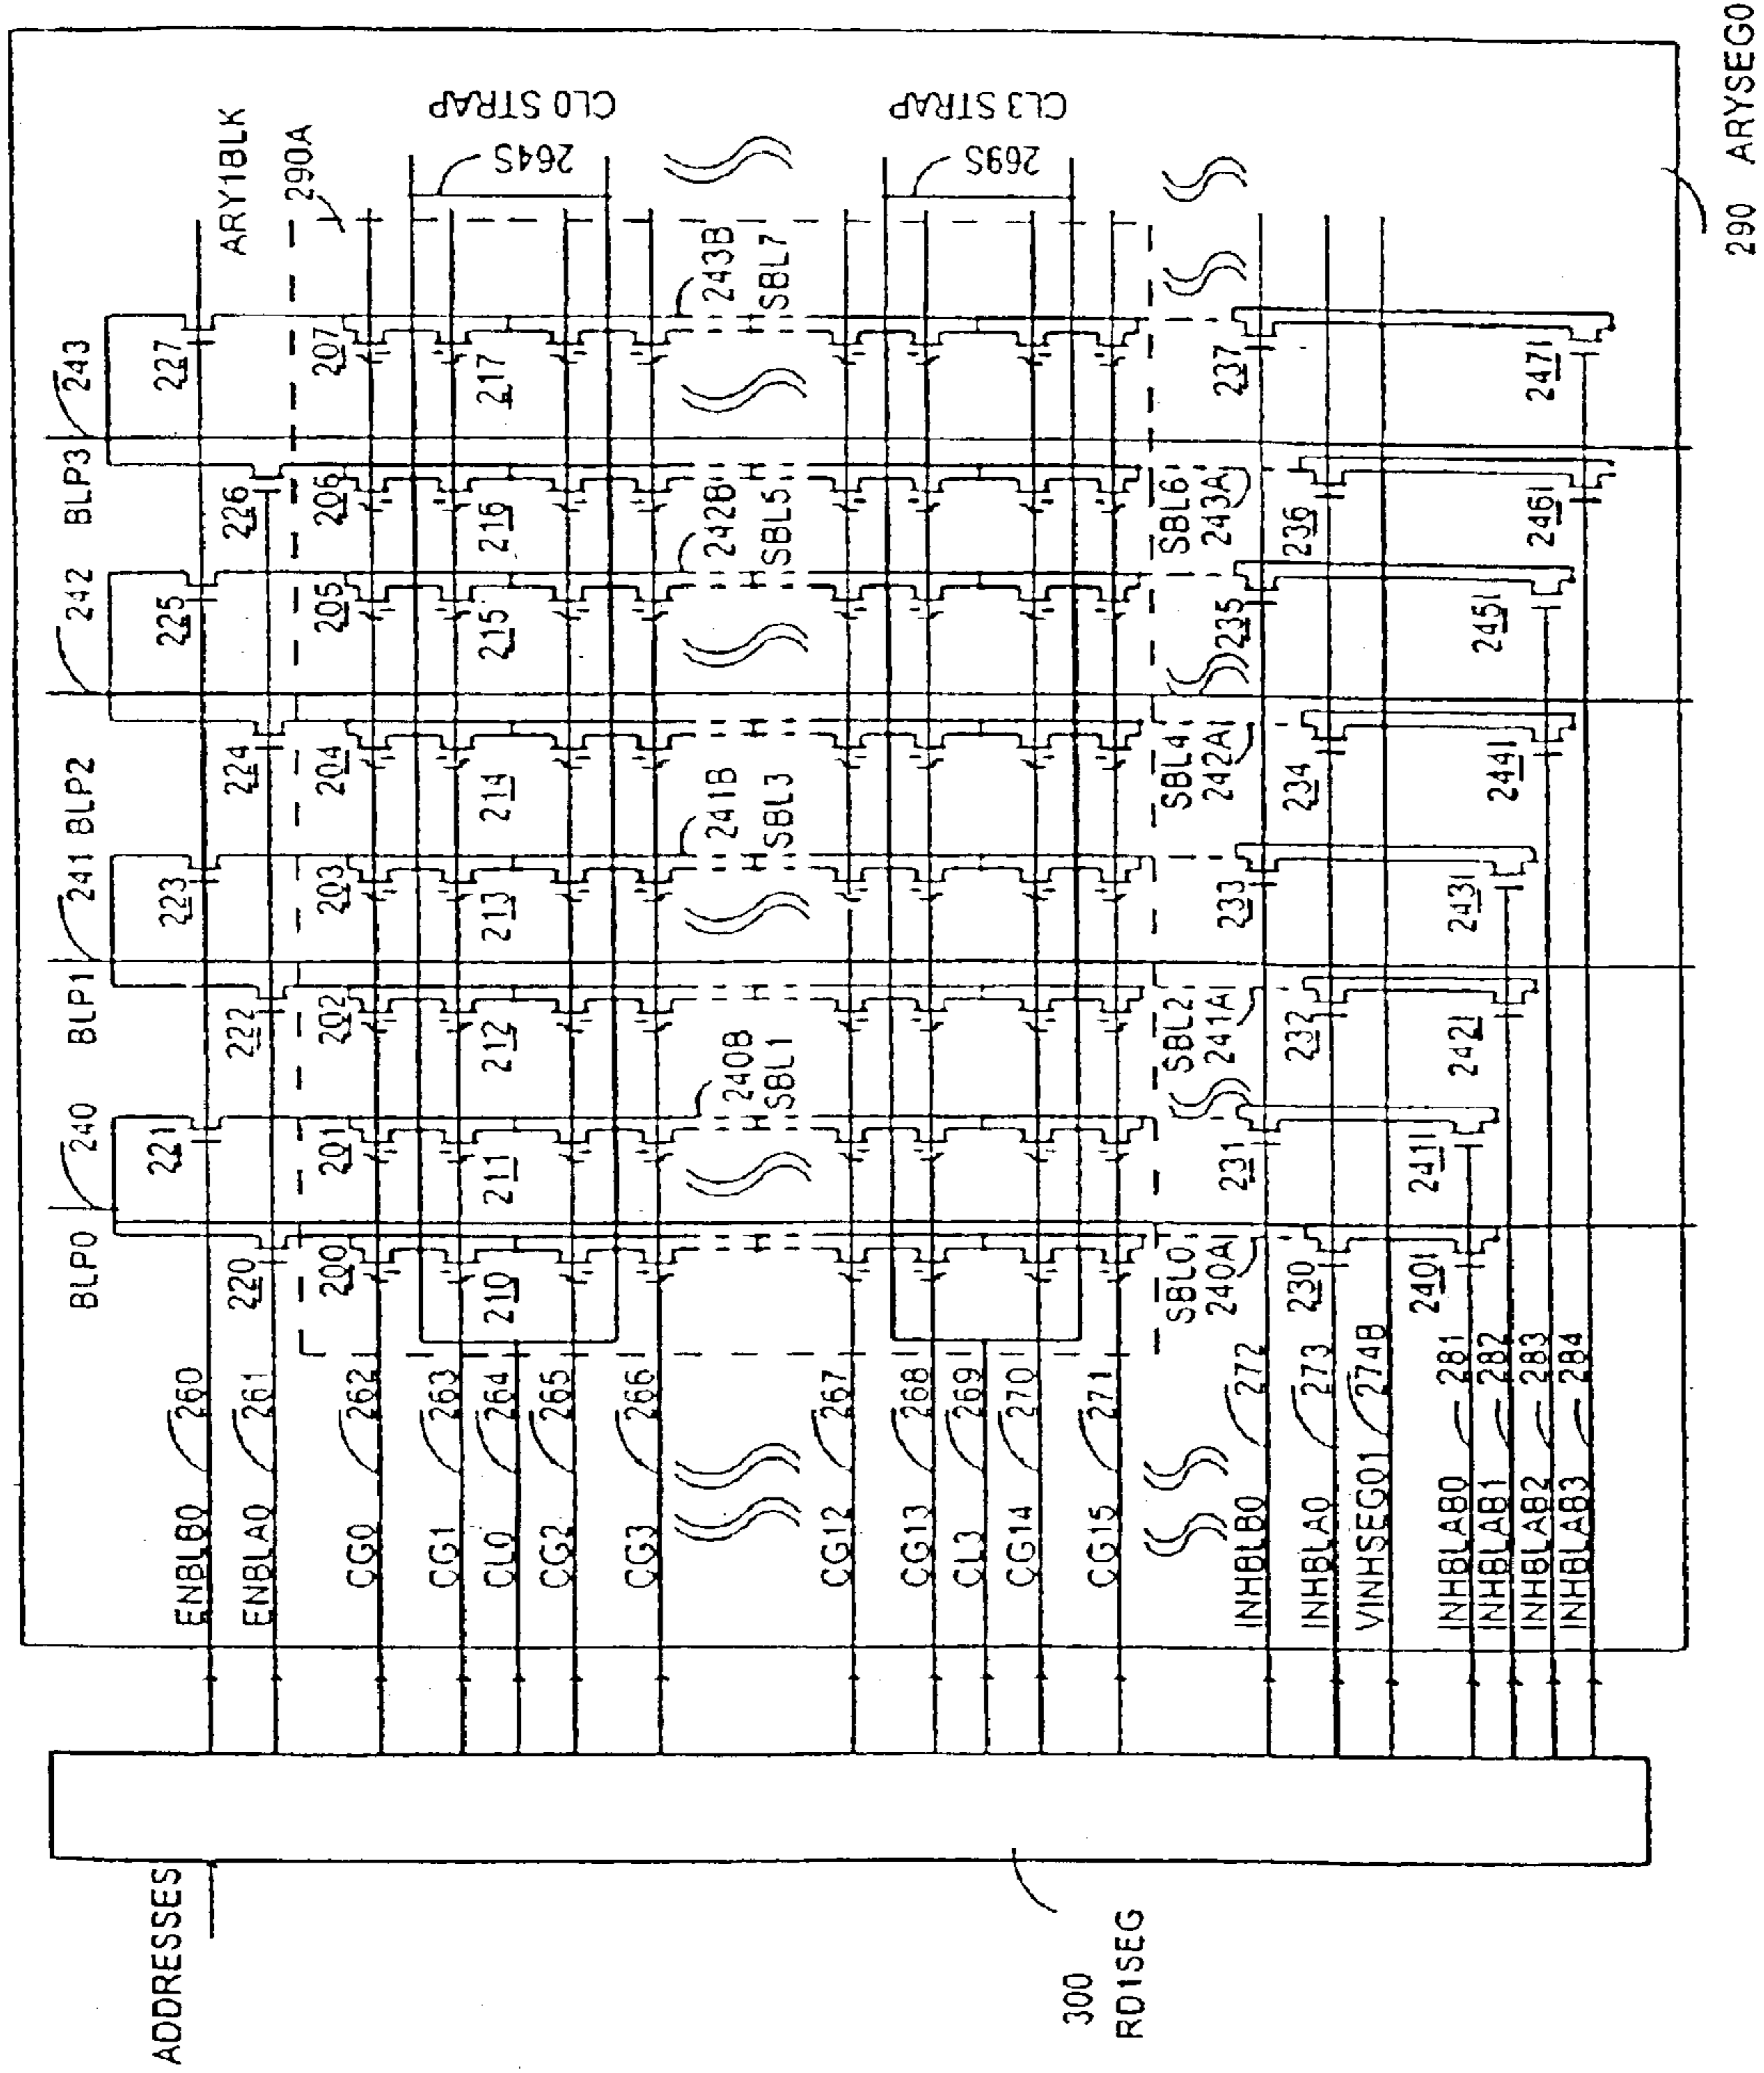 ADDRESSES
300
RD1SEG
290 ARYSEG0
BLP0
240
BLP1
241
BLP2
242
BLP3
243
ENBLB0
260
221
223
225
227
ENBLA0
261
220
222
224
226
ARY1BLK
290A
CG0
262
200
201
202
203
204
205
206
207
CG1
263
CL0
264
210
211
212
213
214
215
216
217
CG2
265
CG3
266
CL0 STRAP
264S
240B
SBL1
241B
SBL3
242B
SBL5
243B
SBL7
CG12
267
CG13
268
CL3
269
CG14
270
CG15
271
CL3 STRAP
269S
SBL0
240A
SBL2
241A
SBL4
242A
SBL6
243A
INHBLB0
272
231
233
235
237
INHBLA0
273
230
232
234
236
VINHSEG01
274B
INHBLAB0
281
240I
241I
INHBLAB1
282
242I
243I
INHBLAB2
283
244I
245I
INHBLAB3
284
246I
247I